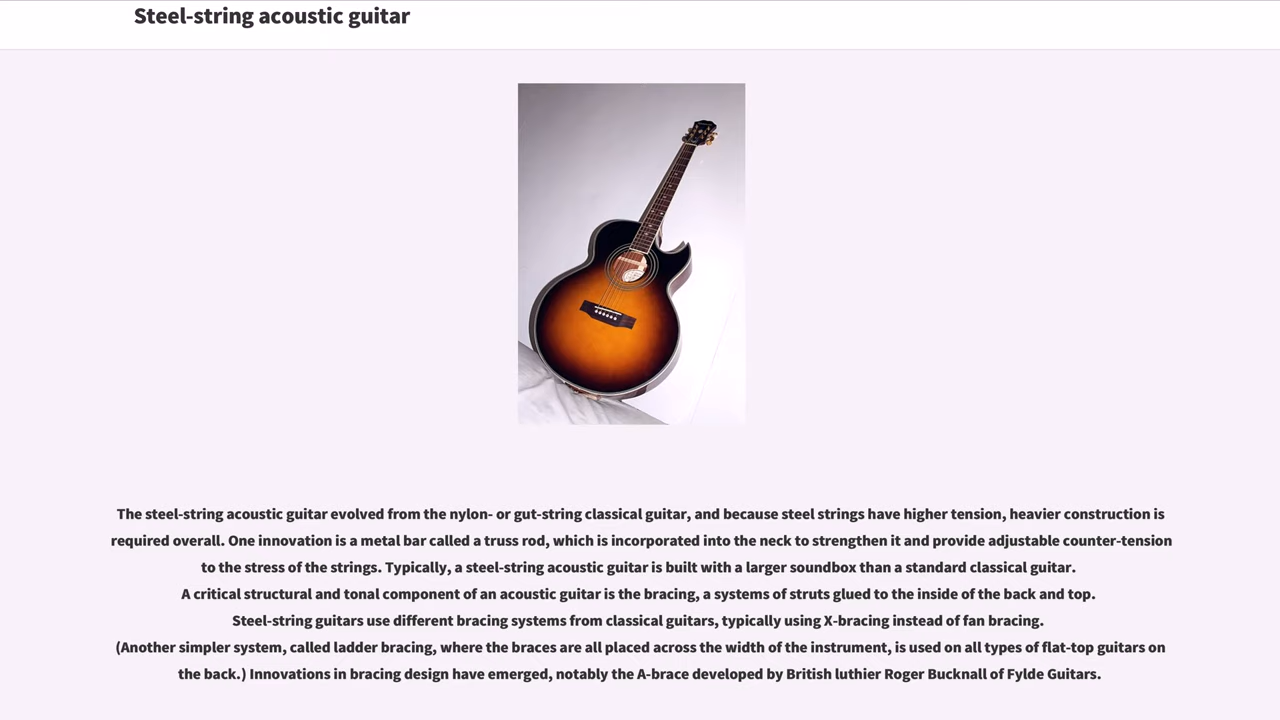 Steel-string acoustic guitar
The steel-string acoustic guitar evolved from the nylon- or gut-string classical guitar, and because steel strings have higher tension, heavier construction is
required overall. One innovation is a metal bar called a truss rod, which is incorporated into the neck to strengthen it and provide adjustable counter-tension
to the stress of the strings. Typically, a steel-string acoustic guitar is built with a larger soundbox than a standard classical guitar.
A critical structural and tonal component of an acoustic guitar is the bracing, a systems of struts glued to the inside of the back and top.
Steel-string guitars use different bracing systems from classical guitars, typically using X-bracing instead of fan bracing.
(Another simpler system, called ladder bracing, where the braces are all placed across the width of the instrument, is used on all types of flat-top guitars on
the back.) Innovations in bracing design have emerged, notably the A-brace developed by British luthier Roger Bucknall of Fylde Guitars.